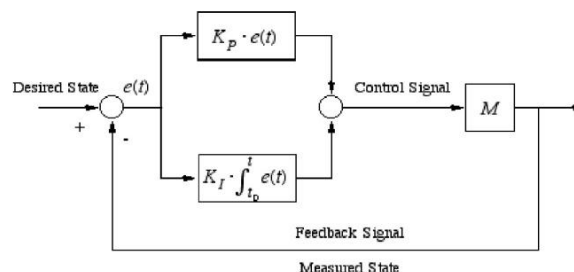 K_P · e(t)
Desired State
e(t)
Control Signal
+
-
M
K_I · ∫_{t_0}^{t} e(t)
Feedback Signal
Measured State